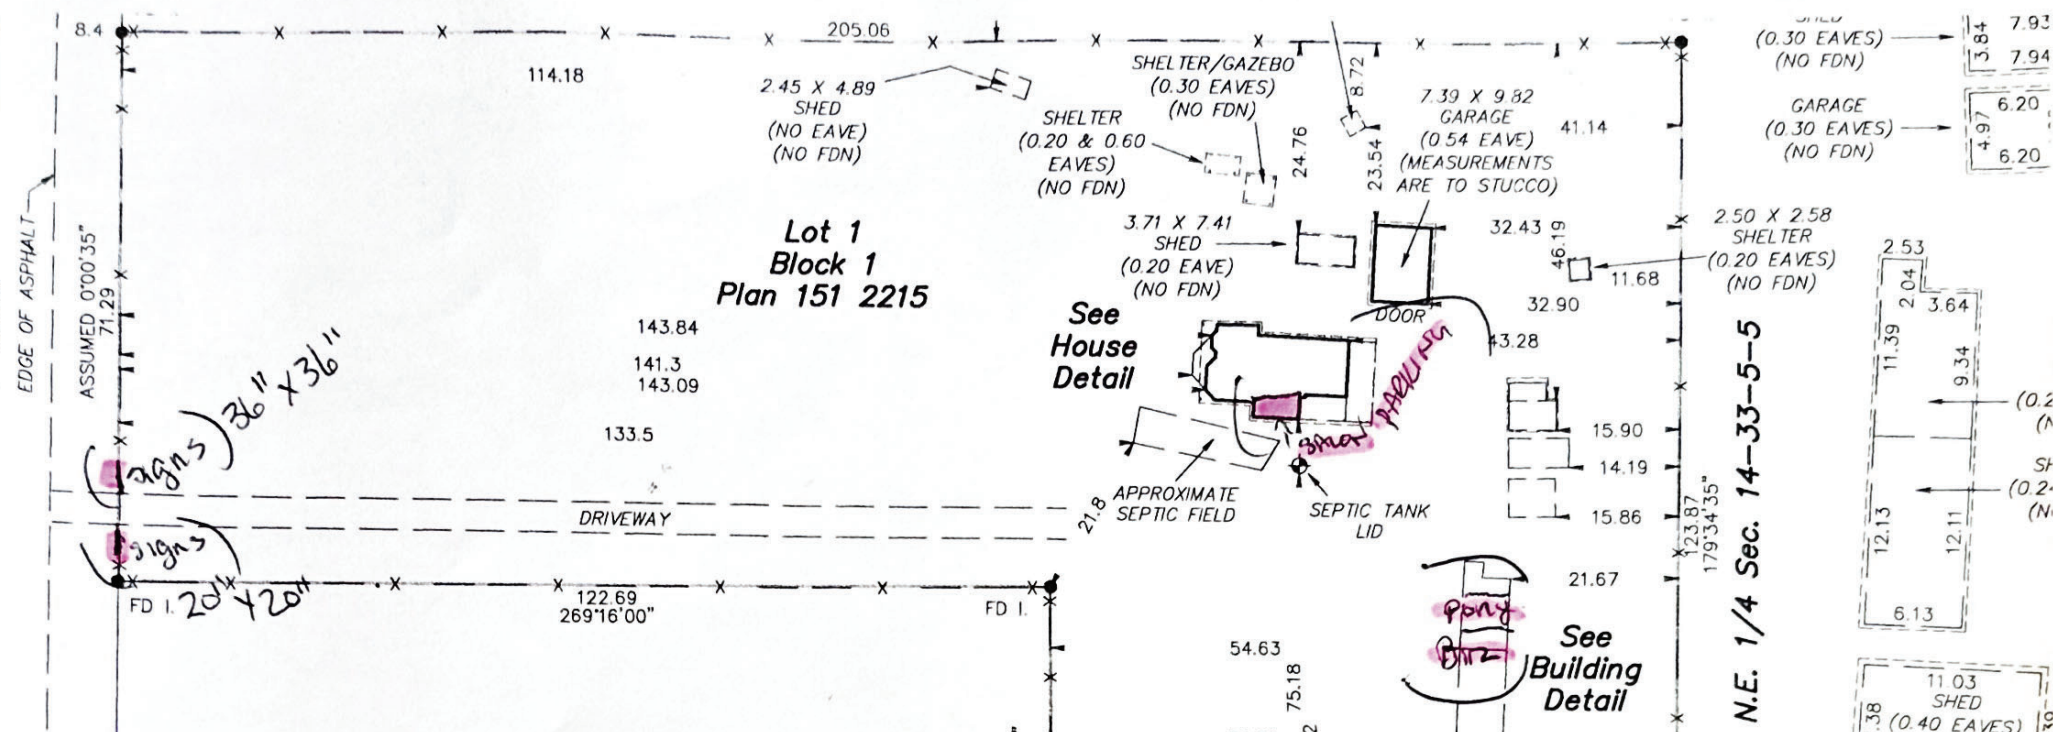 8.4
205.06
114.18
2.45 X 4.89
SHED
(NO EAVE)
(NO FDN)
SHELTER/GAZEBO
(0.30 EAVES)
(NO FDN)
SHELTER
(0.20 & 0.60
EAVES)
(NO FDN)
8.72
24.76
23.54
7.39 X 9.82
GARAGE
(0.54 EAVE)
(MEASUREMENTS
ARE TO STUCCO)
41.14
SHED
(0.30 EAVES)
(NO FDN)
3.84
7.93
7.94
GARAGE
(0.30 EAVES)
(NO FDN)
4.97
6.20
6.20
EDGE OF ASPHALT
ASSUMED 0°00'35"
71.29
Lot 1
Block 1
Plan 151 2215
3.71 X 7.41
SHED
(0.20 EAVE)
(NO FDN)
32.43
46.19
11.68
2.50 X 2.58
SHELTER
(0.20 EAVES)
(NO FDN)
32.90
DOOR
43.28
143.84
141.3
143.09
133.5
See
House
Detail
PARKING
signs
36" X 36"
signs
20" X 20"
DRIVEWAY
21.8
APPROXIMATE
SEPTIC FIELD
SEPTIC TANK
LID
15.90
14.19
15.86
21.67
123.87
179°34'35"
N.E. 1/4 Sec. 14-33-5-5
2.53
2.04
3.64
11.39
9.34
12.13
12.11
6.13
FD I.
122.69
269°16'00"
FD I.
54.63
75.18
Pony
See
Building
Detail
11.03
SHED
(0.40 EAVES)
.38